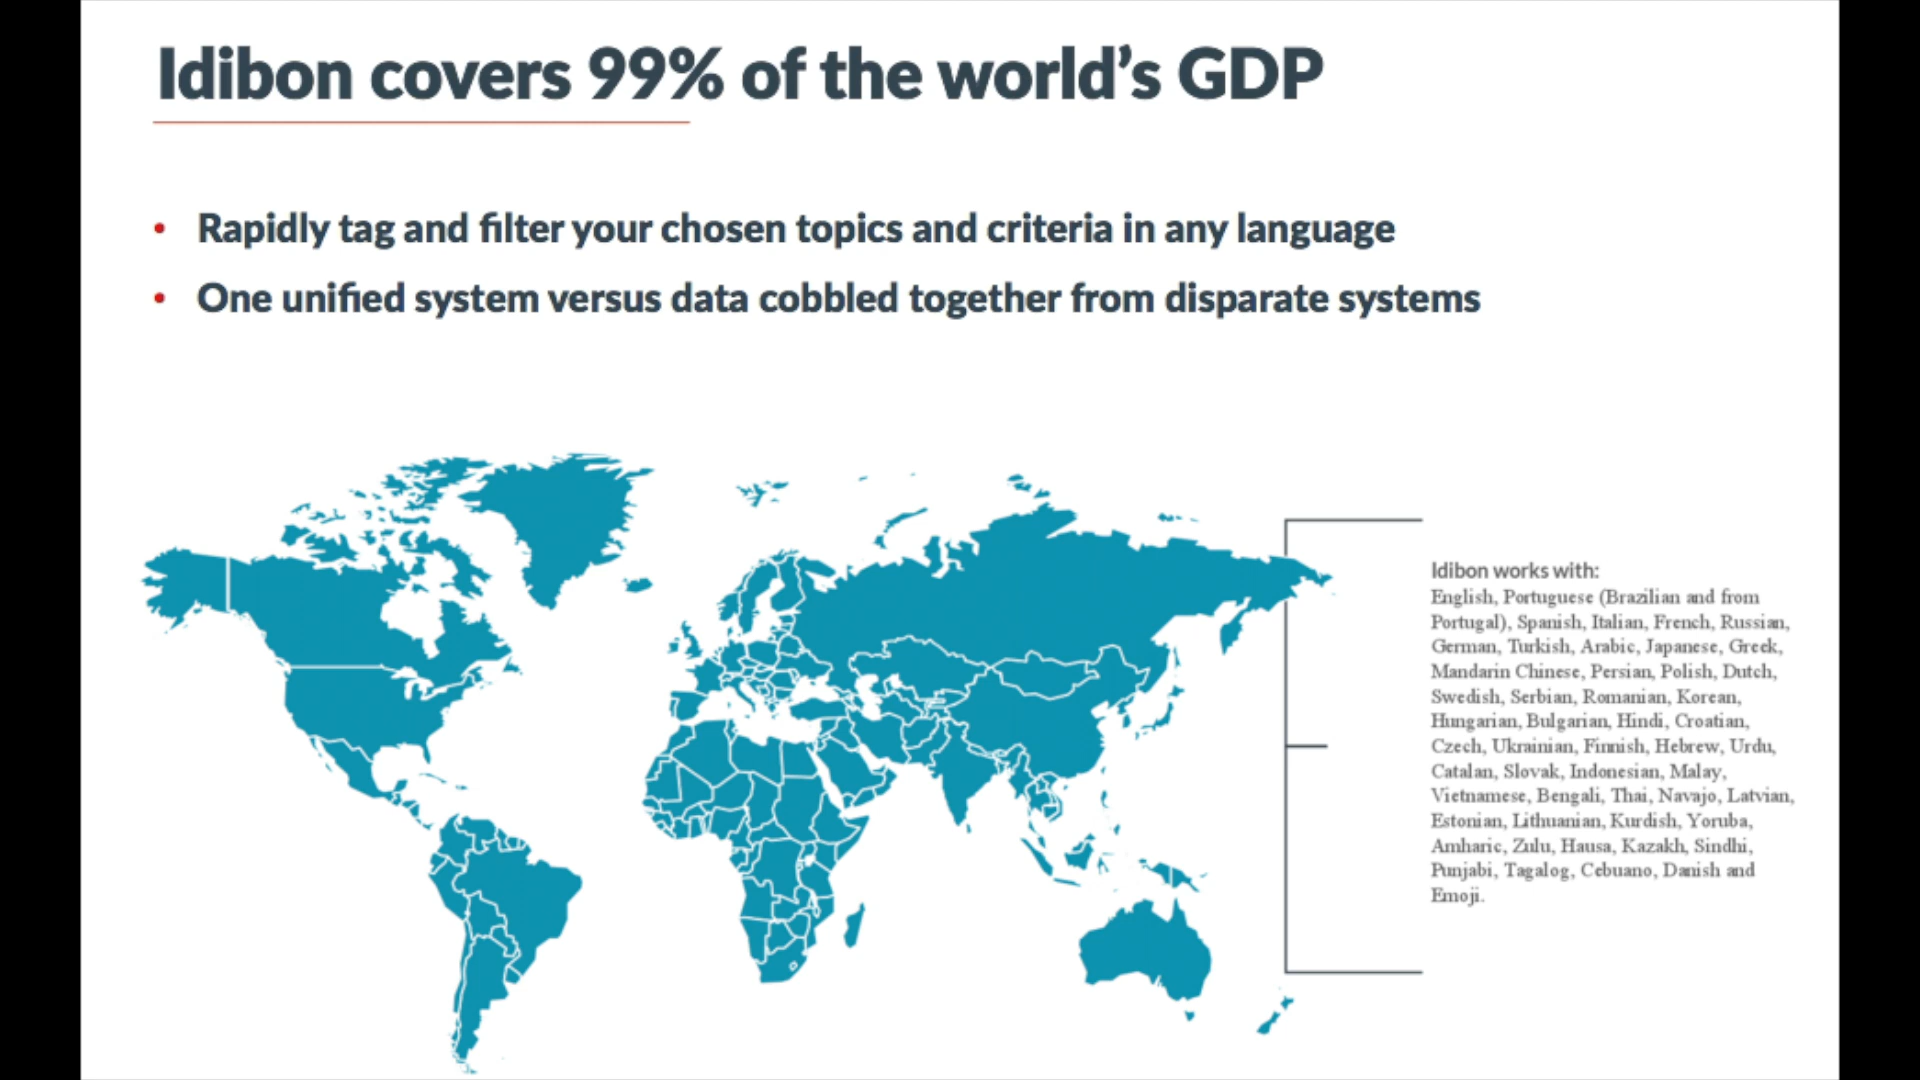 Idibon covers 99% of the world's GDP
• Rapidly tag and filter your chosen topics and criteria in any language
• One unified system versus data cobbled together from disparate systems
Idibon works with:
English, Portuguese (Brazilian and from
Portugal), Spanish, Italian, French, Russian,
German, Turkish, Arabic, Japanese, Greek,
Mandarin Chinese, Persian, Polish, Dutch,
Swedish, Serbian, Romanian, Korean,
Hungarian, Bulgarian, Hindi, Croatian,
Czech, Ukrainian, Finnish, Hebrew, Urdu,
Catalan, Slovak, Indonesian, Malay,
Vietnamese, Bengali, Thai, Navajo, Latvian,
Estonian, Lithuanian, Kurdish, Yoruba,
Amharic, Zulu, Hausa, Kazakh, Sindhi,
Punjabi, Tagalog, Cebuano, Danish and
Emoji.